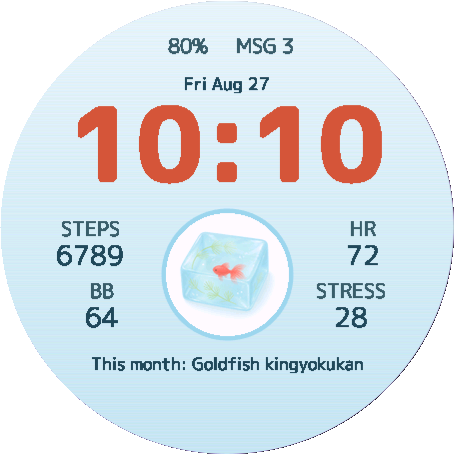 80% MSG 3
Fri Aug 27
10:10
STEPS HR
6789 72
BB STRESS
64 28
This month: Goldfish kingyokukan